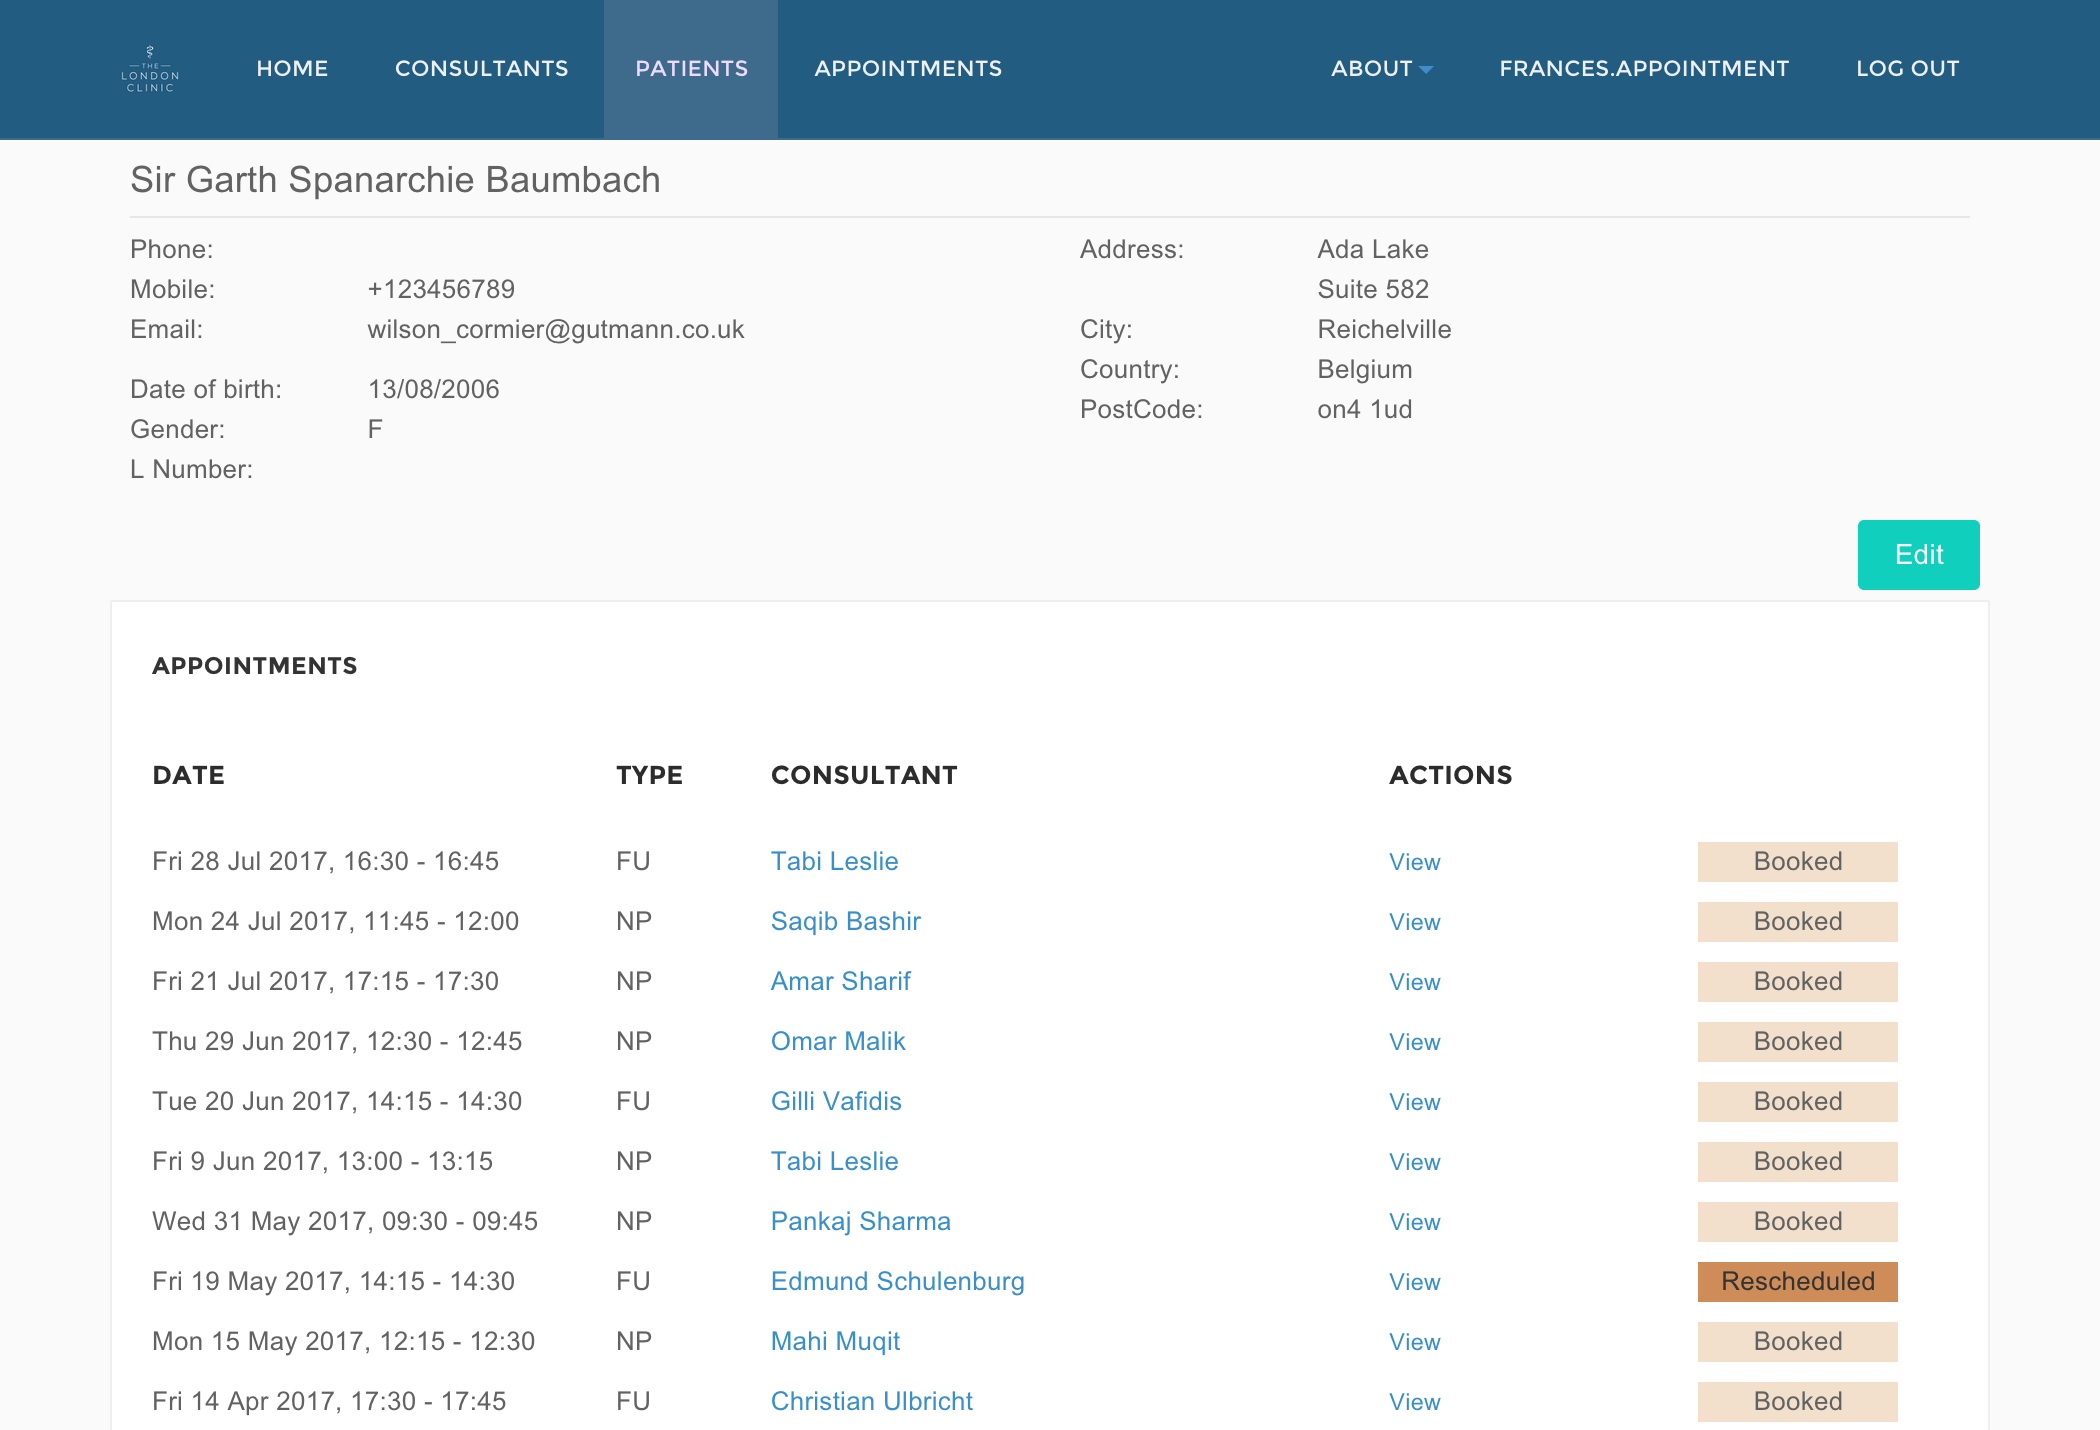 THE
LONDON
CLINIC
HOME CONSULTANTS PATIENTS APPOINTMENTS ABOUT FRANCES.APPOINTMENT LOG OUT
Sir Garth Spanarchie Baumbach
Phone:
Mobile: +123456789
Email: wilson_cormier@gutmann.co.uk
Date of birth: 13/08/2006
Gender: F
L Number:
Address: Ada Lake
Suite 582
City: Reichelville
Country: Belgium
PostCode: on4 1ud
Edit
APPOINTMENTS
DATE TYPE CONSULTANT ACTIONS
Fri 28 Jul 2017, 16:30 - 16:45 FU Tabi Leslie View Booked
Mon 24 Jul 2017, 11:45 - 12:00 NP Saqib Bashir View Booked
Fri 21 Jul 2017, 17:15 - 17:30 NP Amar Sharif View Booked
Thu 29 Jun 2017, 12:30 - 12:45 NP Omar Malik View Booked
Tue 20 Jun 2017, 14:15 - 14:30 FU Gilli Vafidis View Booked
Fri 9 Jun 2017, 13:00 - 13:15 NP Tabi Leslie View Booked
Wed 31 May 2017, 09:30 - 09:45 NP Pankaj Sharma View Booked
Fri 19 May 2017, 14:15 - 14:30 FU Edmund Schulenburg View Rescheduled
Mon 15 May 2017, 12:15 - 12:30 NP Mahi Muqit View Booked
Fri 14 Apr 2017, 17:30 - 17:45 FU Christian Ulbricht View Booked